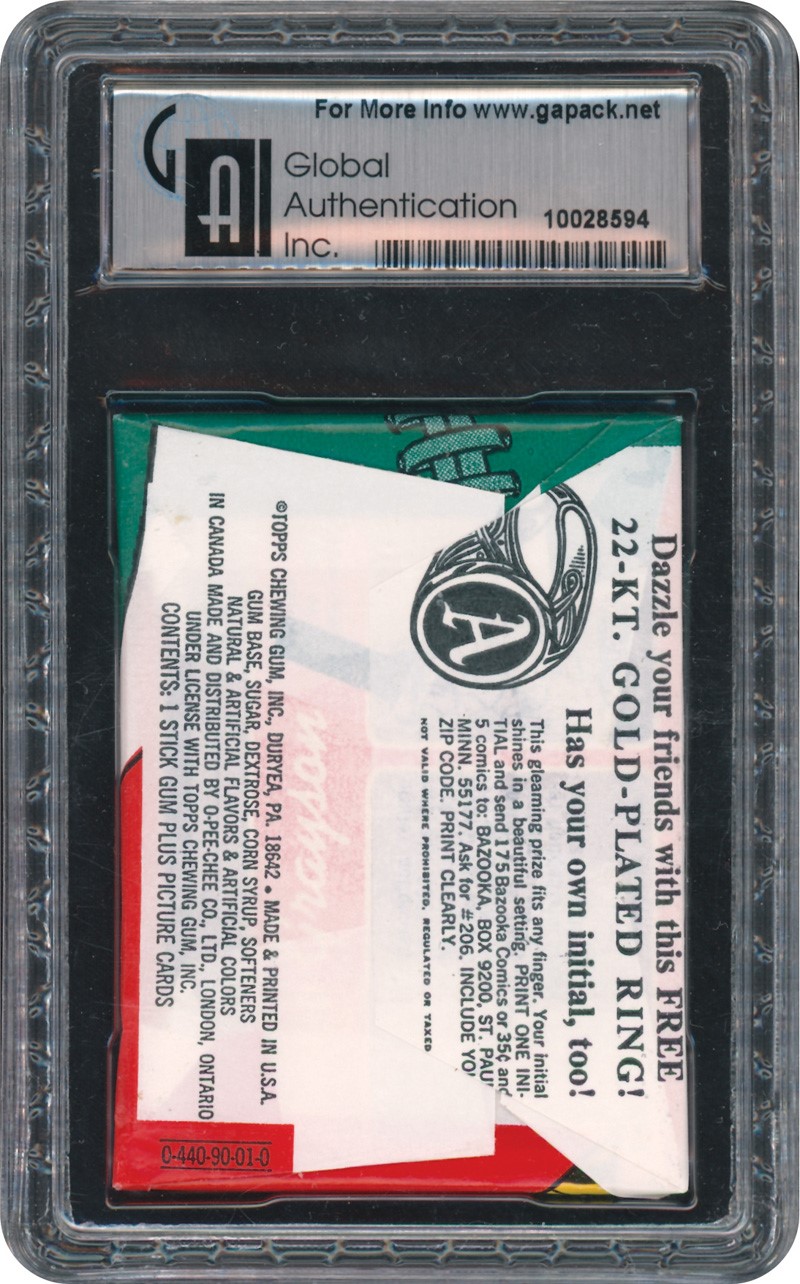 For More Info www.gapack.net
GA
Global
Authentication
Inc.
10028594
Dazzle your friends with this FREE
22-KT. GOLD-PLATED RING!
Has your own initial, too!
A
This gleaming prize fits any finger. Your initial
shines in a beautiful setting. PRINT ONE INI-
TIAL and send 175 Bazooka Comics or 35¢ and
5 comics to: BAZOOKA, BOX 9200, ST. PAU
MINN. 55177. Ask for #206. INCLUDE YO
ZIP CODE. PRINT CLEARLY.
NOT VALID WHERE PROHIBITED, REGULATED OR TAXED
©TOPPS CHEWING GUM, INC., DURYEA, PA. 18642 • MADE & PRINTED IN U.S.A.
GUM BASE, SUGAR, DEXTROSE, CORN SYRUP, SOFTENERS
NATURAL & ARTIFICIAL FLAVORS & ARTIFICIAL COLORS
IN CANADA MADE AND DISTRIBUTED BY O-PEE-CHEE CO., LTD., LONDON, ONTARIO
UNDER LICENSE WITH TOPPS CHEWING GUM, INC.
CONTENTS: 1 STICK GUM PLUS PICTURE CARDS
0-440-90-01-0